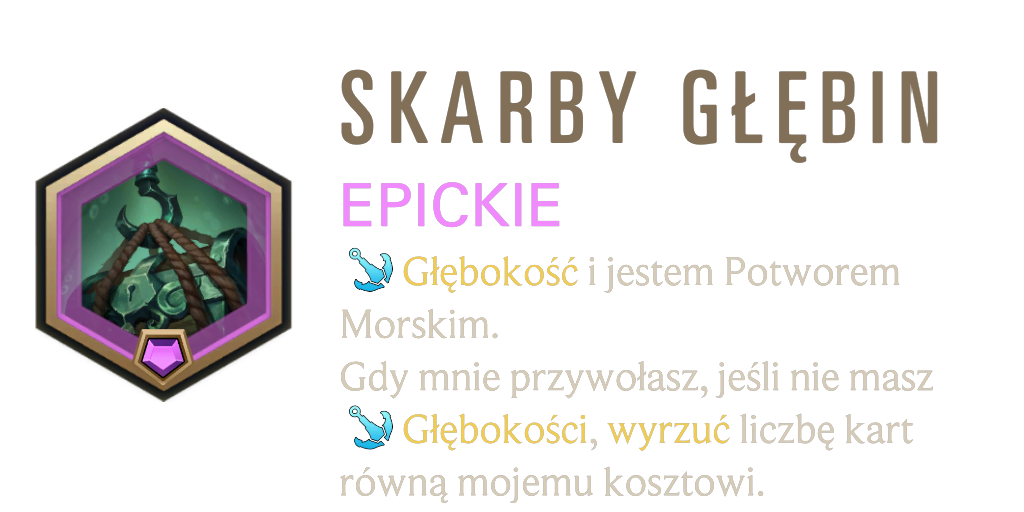 SKARBY GŁĘBIN
EPICKIE
Głębokość i jestem Potworem
Morskim.
Gdy mnie przywołasz, jeśli nie masz
Głębokości, wyrzuć liczbę kart
równą mojemu kosztowi.